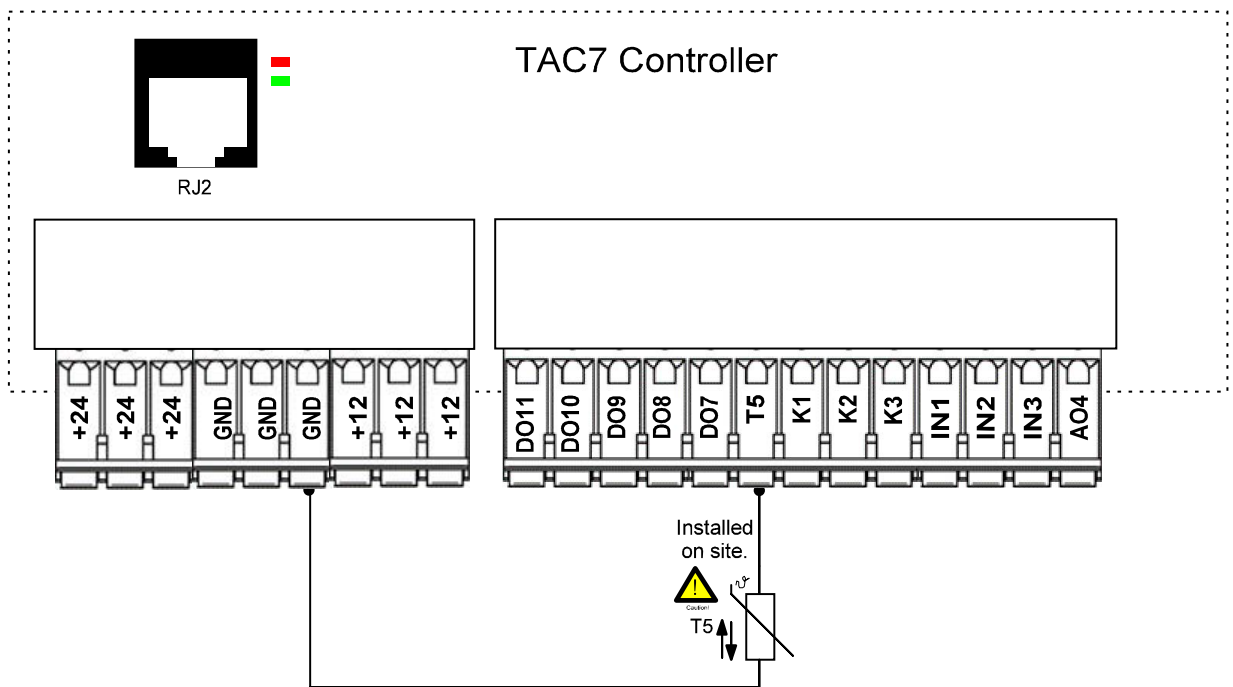 TAC7 Controller
RJ2
+24 +24 +24 GND GND GND +12 +12 +12
DO11 DO10 DO9 DO8 DO7 T5 K1 K2 K3 IN1 IN2 IN3 AO4
Installed
on site.
ϑ
!
Caution!
T5